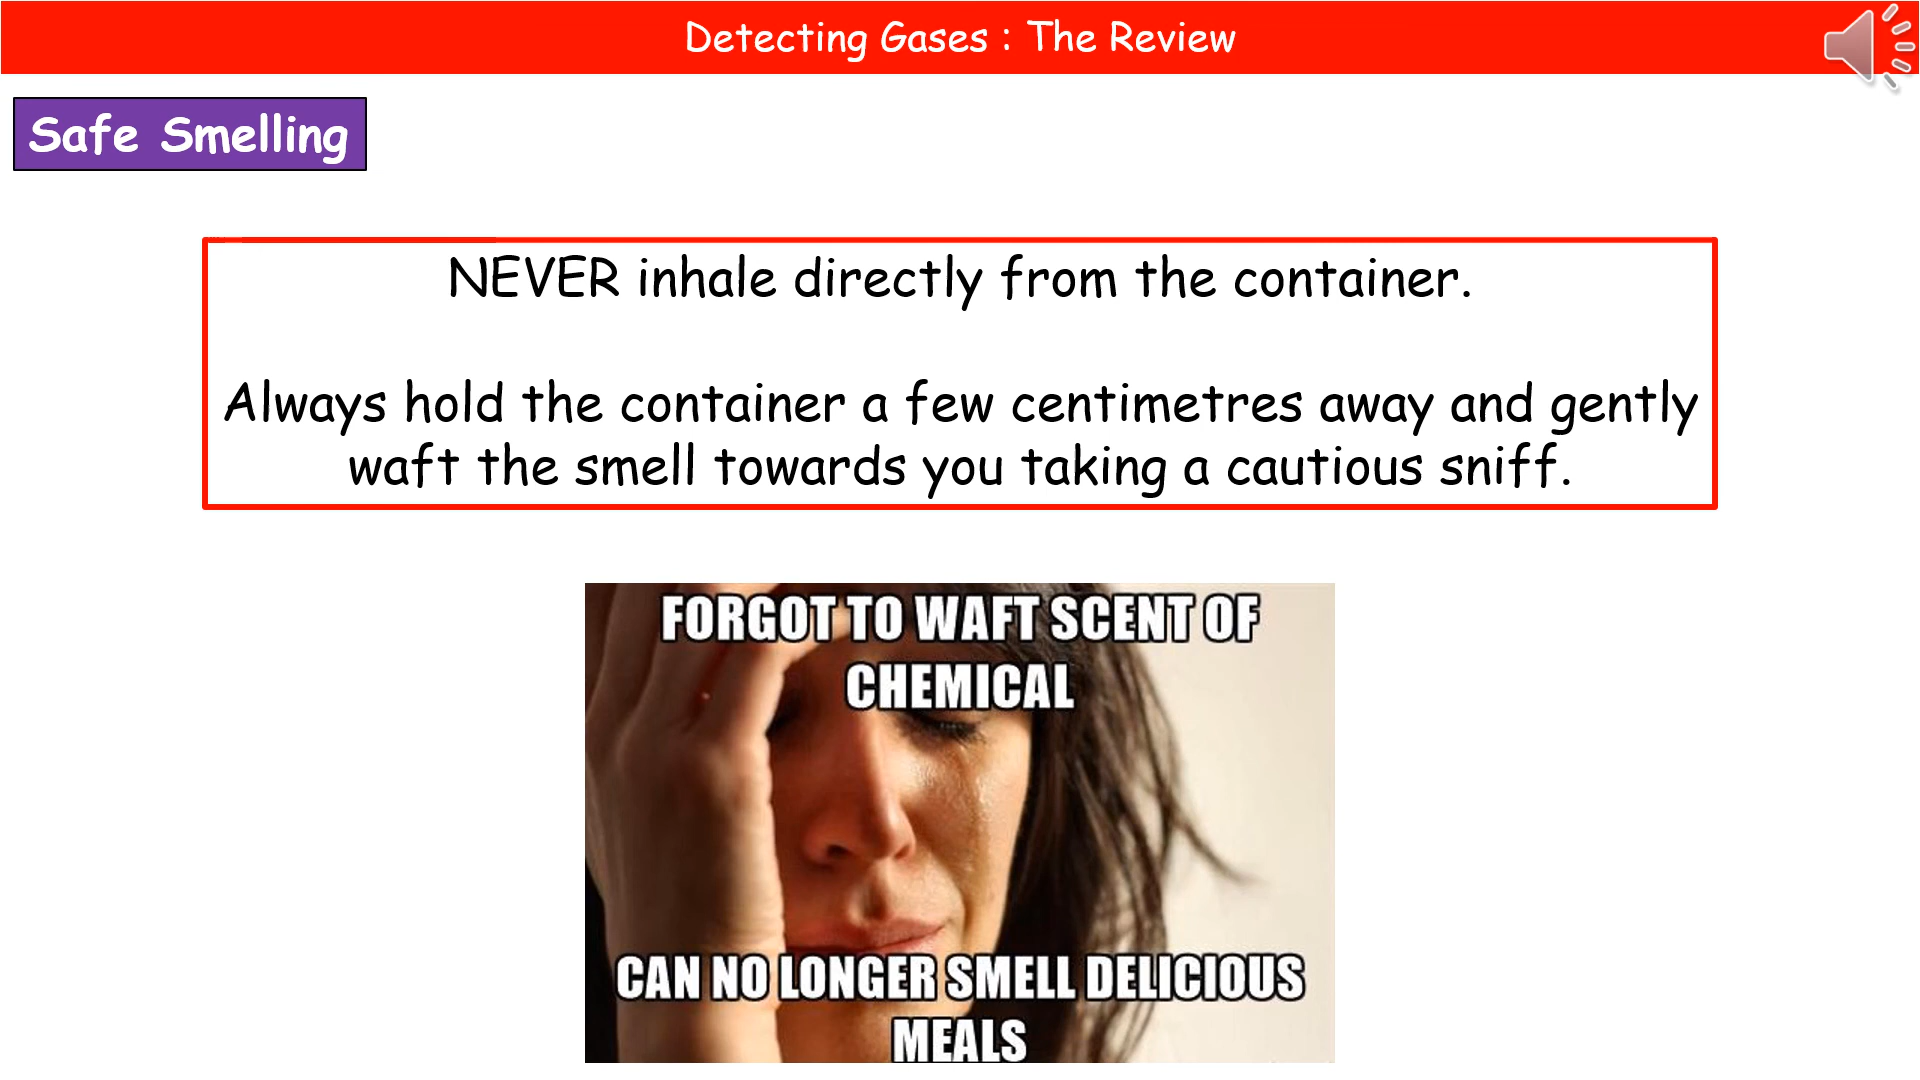 Detecting Gases : The Review
Safe Smelling
NEVER inhale directly from the container.
Always hold the container a few centimetres away and gently
waft the smell towards you taking a cautious sniff.
FORGOT TO WAFT SCENT OF
CHEMICAL
CAN NO LONGER SMELL DELICIOUS
MEALS